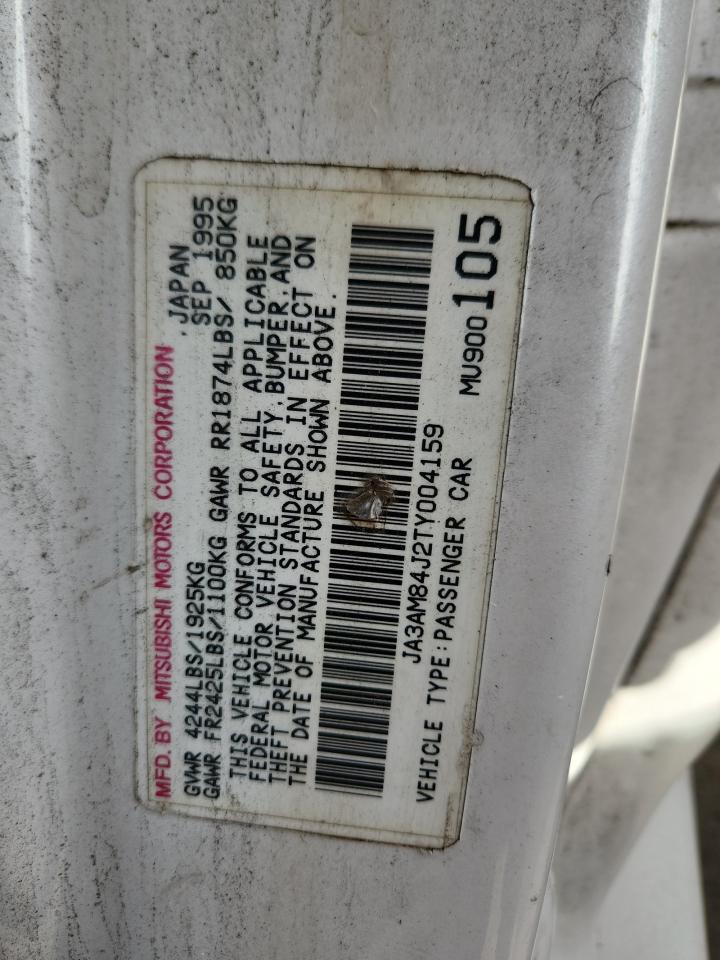 MFD. BY MITSUBISHI MOTORS CORPORATION JAPAN
GVWR 4244LBS/1925KG SEP 1995
GAWR FR2425LBS/1100KG GAWR RR1874LBS/ 850KG
THIS VEHICLE CONFORMS TO ALL APPLICABLE
FEDERAL MOTOR VEHICLE SAFETY, BUMPER, AND
THEFT PREVENTION STANDARDS IN EFFECT ON
THE DATE OF MANUFACTURE SHOWN ABOVE.
JA3AM84J2TY004159
VEHICLE TYPE:PASSENGER CAR MU900105